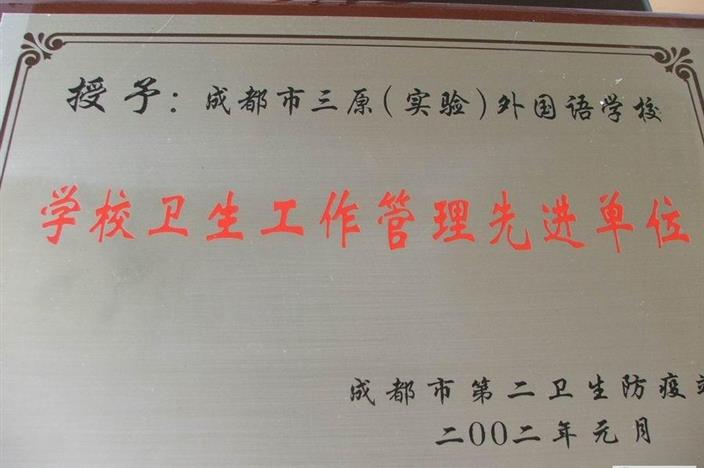 授予：成都市三原（实验）外国语学校
学校卫生工作管理先进单位
成都市第二卫生防疫站
二00二年元月